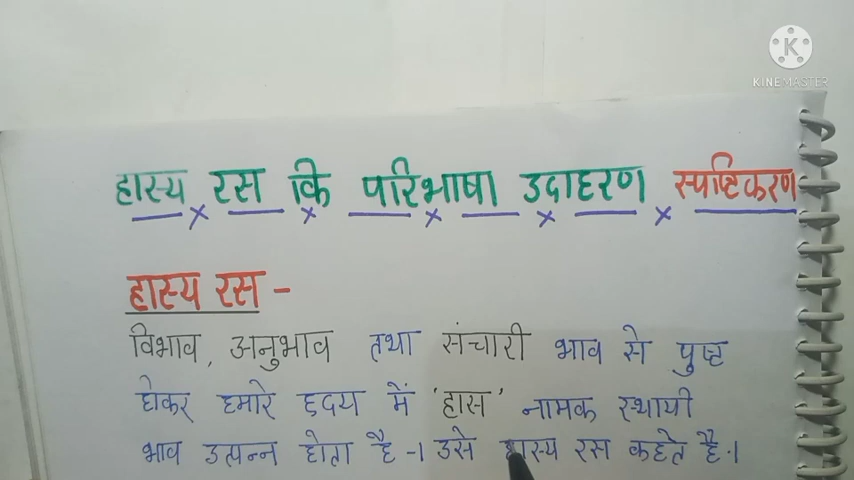 KINEMASTER
हास्य रस कि परिभाषा उदाहरण स्पष्टिकरण
हास्य रस -
विभाव, अनुभाव तथा संचारी भाव से पुष्ट
होकर हमारे हृदय में 'हास' नामक स्थायी
भाव उत्पन्न होता है -। उसे हास्य रस कहते है।